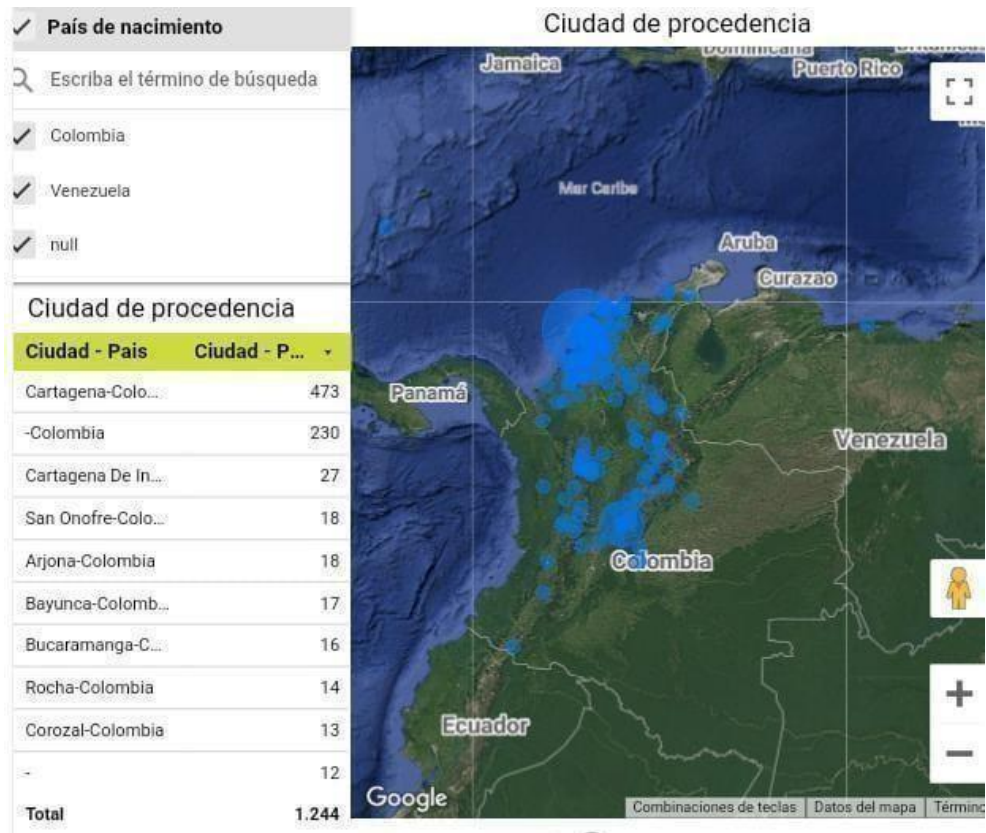 País de nacimiento
Escriba el término de búsqueda
Colombia
Venezuela
null
Ciudad de procedencia
Ciudad - Pais Ciudad - P...
Cartagena-Colo... 473
-Colombia 230
Cartagena De In... 27
San Onofre-Colo... 18
Arjona-Colombia 18
Bayunca-Colomb... 17
Bucaramanga-C... 16
Rocha-Colombia 14
Corozal-Colombia 13
- 12
Total 1.244
Ciudad de procedencia
Jamaica
Puerto Rico
Mar Caribe
Aruba
Curazao
Panamá
Venezuela
Colombia
Ecuador
Google
Combinaciones de teclas Datos del mapa Término